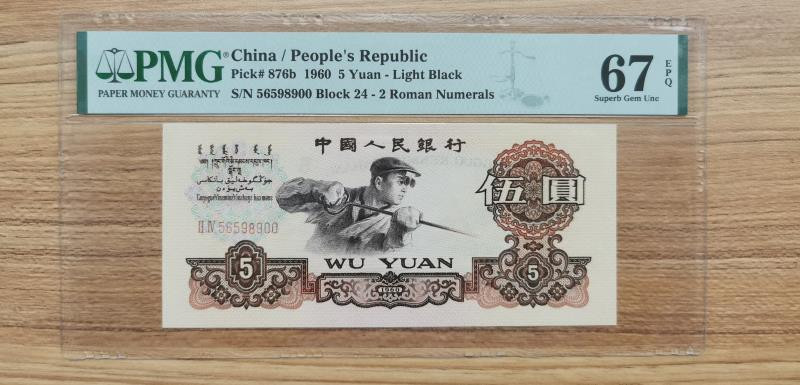 PMG®
PAPER MONEY GUARANTY
China / People's Republic
Pick# 876b 1960 5 Yuan - Light Black
S/N 56598900 Block 24 - 2 Roman Numerals
67 EPQ
Superb Gem Unc
中國人民銀行
伍圓
II IV 56598900
WU YUAN
5
1960
5